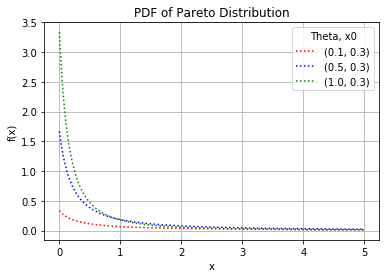 PDF of Pareto Distribution
3.5
3.0
2.5
2.0
1.5
1.0
0.5
0.0
f(x)
Theta, x0
(0.1, 0.3)
(0.5, 0.3)
(1.0, 0.3)
0 1 2 3 4 5
x